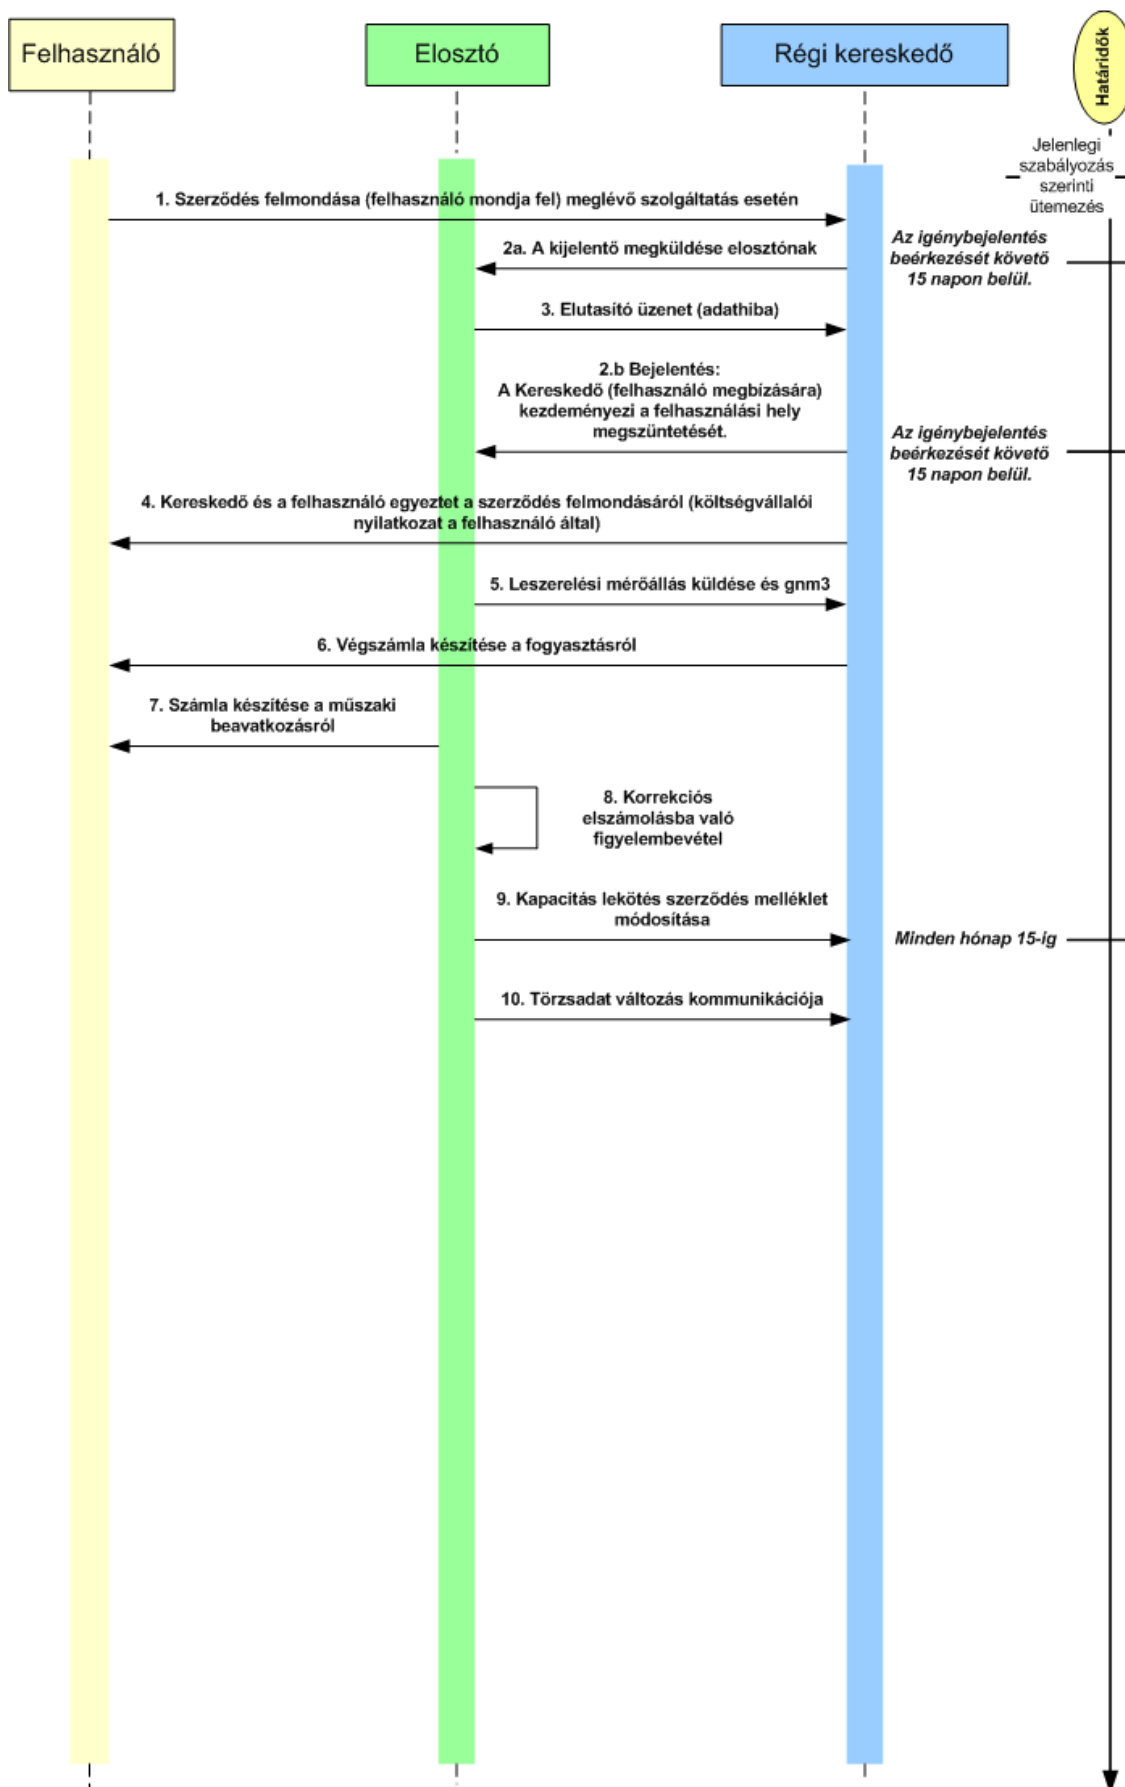 Felhasználó
Elosztó
Régi kereskedő
Határidők
Jelenlegi
szabályozás
szerinti
ütemezés
1. Szerződés felmondása (felhasználó mondja fel) meglévő szolgáltatás esetén
2a. A kijelentő megküldése elosztónak
Az igénybejelentés
beérkezését követő
15 napon belül.
3. Elutasító üzenet (adathiba)
2.b Bejelentés:
A Kereskedő (felhasználó megbízására)
kezdeményezi a felhasználási hely
megszüntetését.
Az igénybejelentés
beérkezését követő
15 napon belül.
4. Kereskedő és a felhasználó egyeztet a szerződés felmondásáról (költségvállalói
nyilatkozat a felhasználó által)
5. Leszerelési mérőállás küldése és gnm3
6. Végszámla készítése a fogyasztásról
7. Számla készítése a műszaki
beavatkozásról
8. Korrekciós
elszámolásba való
figyelembevétel
9. Kapacitás lekötés szerződés melléklet
módosítása
Minden hónap 15-ig
10. Törzsadat változás kommunikációja